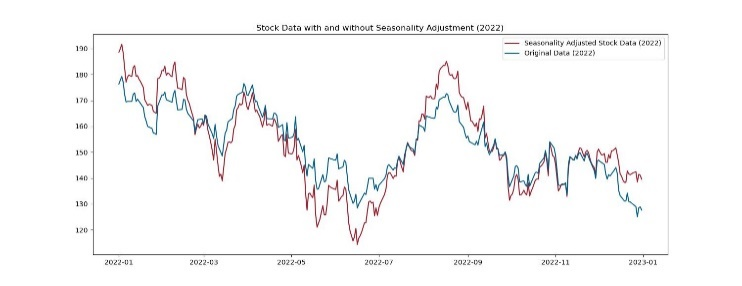 Stock Data with and without Seasonality Adjustment (2022)
Seasonality Adjusted Stock Data (2022)
Original Data (2022)
190
180
170
160
150
140
130
120
2022-01 2022-03 2022-05 2022-07 2022-09 2022-11 2023-01